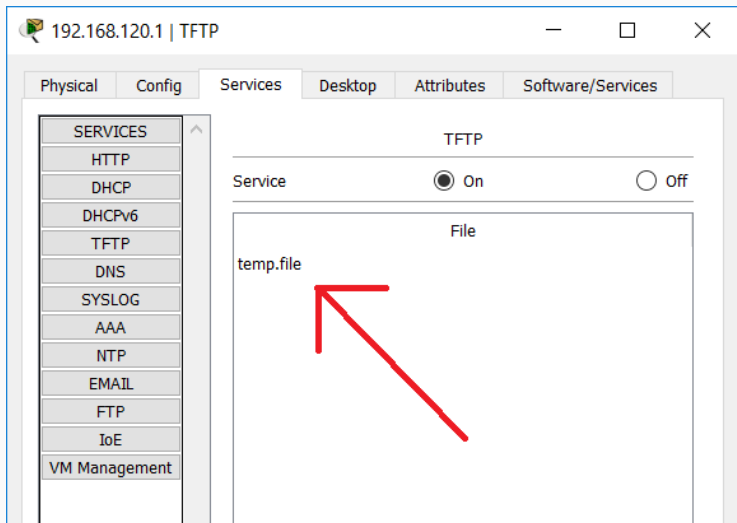 192.168.120.1 | TFTP
Physical Config Services Desktop Attributes Software/Services
SERVICES
HTTP
DHCP
DHCPv6
TFTP
DNS
SYSLOG
AAA
NTP
EMAIL
FTP
IoE
VM Management
TFTP
Service On Off
File
temp.file